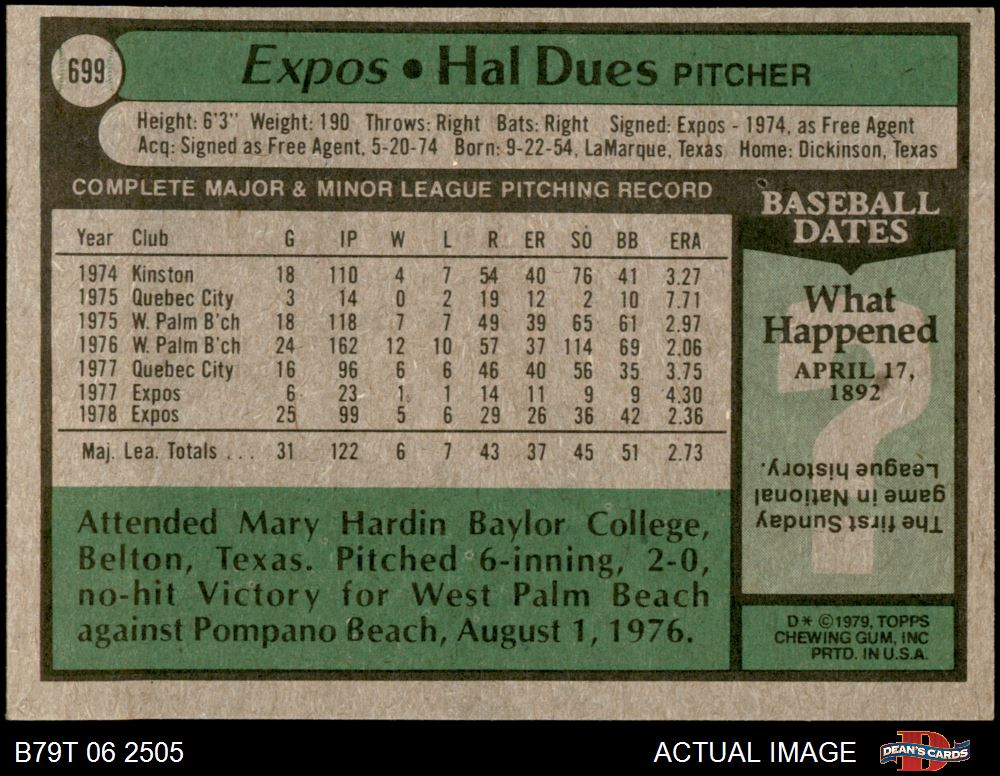 699
Expos • Hal Dues PITCHER
Height: 6'3" Weight: 190 Throws: Right Bats: Right Signed: Expos - 1974, as Free Agent
Acq: Signed as Free Agent, 5-20-74 Born: 9-22-54, LaMarque, Texas Home: Dickinson, Texas
COMPLETE MAJOR & MINOR LEAGUE PITCHING RECORD
Year Club G IP W L R ER SO BB ERA
1974 Kinston 18 110 4 7 54 40 76 41 3.27
1975 Quebec City 3 14 0 2 19 12 2 10 7.71
1975 W. Palm B'ch 18 118 7 7 49 39 65 61 2.97
1976 W. Palm B'ch 24 162 12 10 57 37 114 69 2.06
1977 Quebec City 16 96 6 6 46 40 56 35 3.75
1977 Expos 6 23 1 1 14 11 9 9 4.30
1978 Expos 25 99 5 6 29 26 36 42 2.36
Maj. Lea. Totals . . . 31 122 6 7 43 37 45 51 2.73
Attended Mary Hardin Baylor College,
Belton, Texas. Pitched 6-inning, 2-0,
no-hit Victory for West Palm Beach
against Pompano Beach, August 1, 1976.
BASEBALL
DATES
What
Happened
APRIL 17,
1892
?
The first Sunday
game in National
League history.
D* ©1979, TOPPS
CHEWING GUM, INC
PRTD. IN U.S.A.
B79T 06 2505
ACTUAL IMAGE
D
DEAN'S CARDS